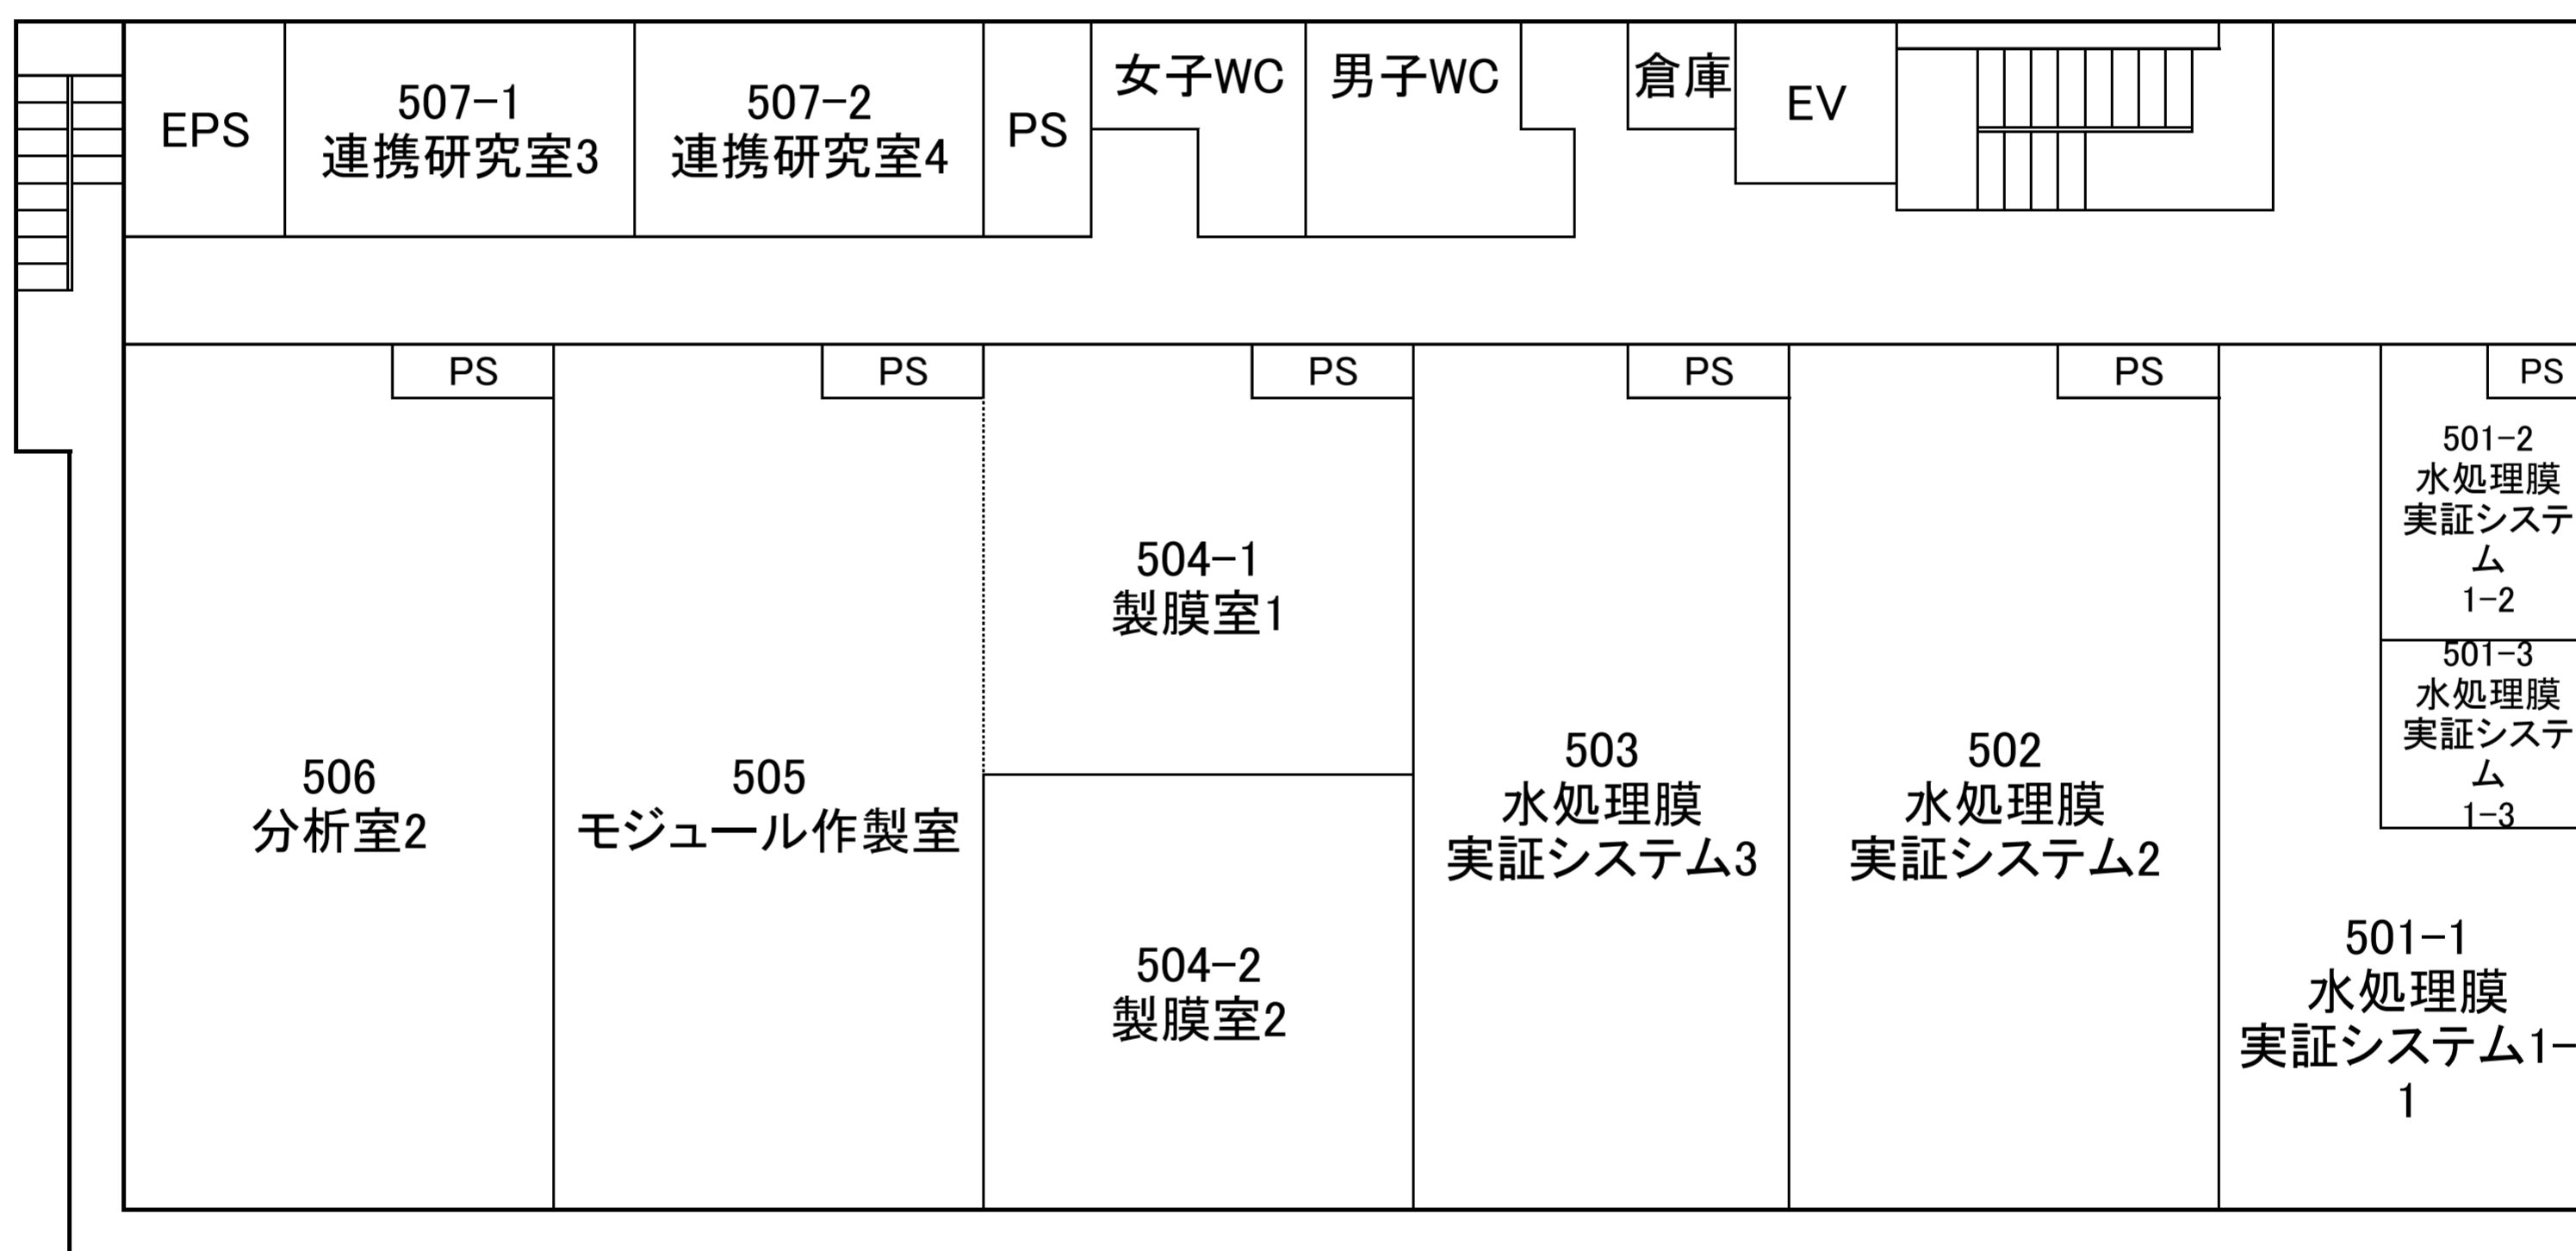 EPS
507-1
連携研究室3
507-2
連携研究室4
PS
女子WC
男子WC
倉庫
EV
PS
PS
PS
PS
PS
PS
506
分析室2
505
モジュール作製室
504-1
製膜室1
504-2
製膜室2
503
水処理膜
実証システム3
502
水処理膜
実証システム2
501-2
水処理膜
実証システ
ム
1-2
501-3
水処理膜
実証システ
ム
1-3
501-1
水処理膜
実証システム1-
1